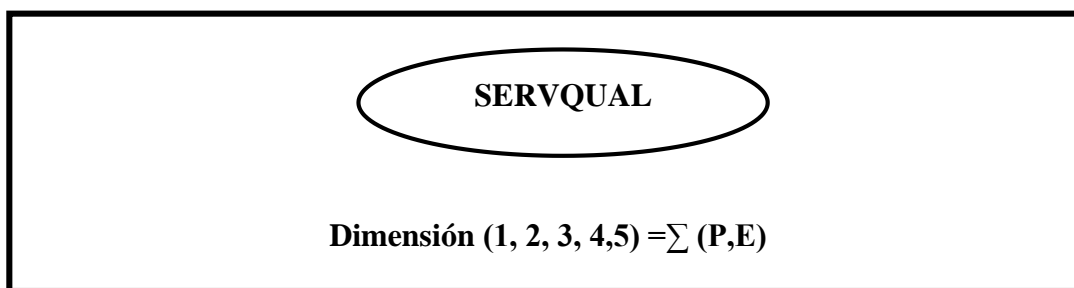 SERVQUAL
Dimensión (1, 2, 3, 4,5) =∑ (P,E)